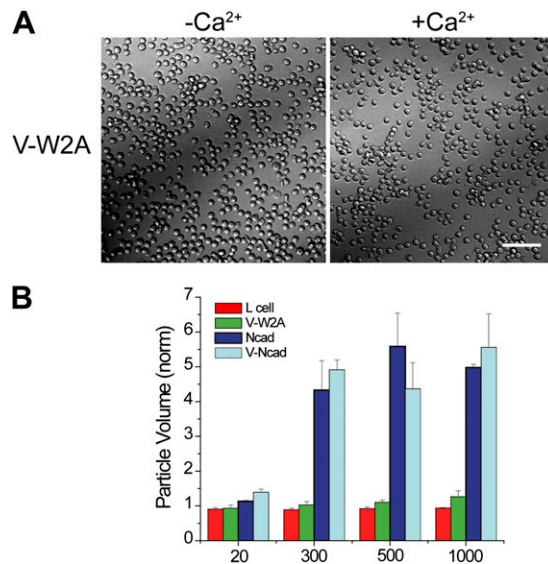 A
-Ca²⁺ +Ca²⁺
V-W2A
B
7
6
5
4
3
2
1
0
Particle Volume (norm)
L cell
V-W2A
Ncad
V-Ncad
20 300 500 1000